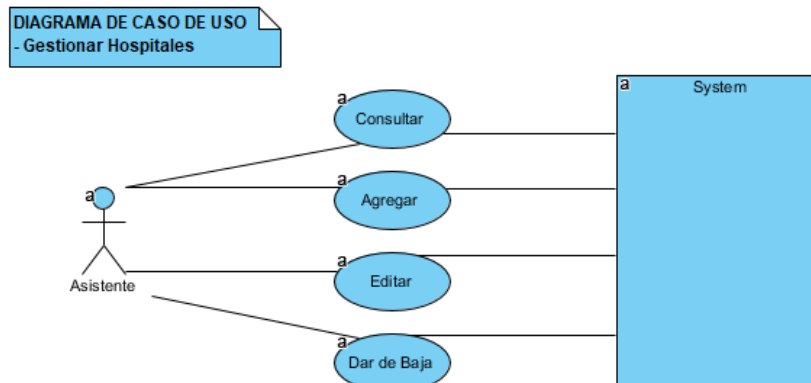 DIAGRAMA DE CASO DE USO
- Gestionar Hospitales
a
System
a
Consultar
a
Agregar
a
Asistente
a
Editar
a
Dar de Baja